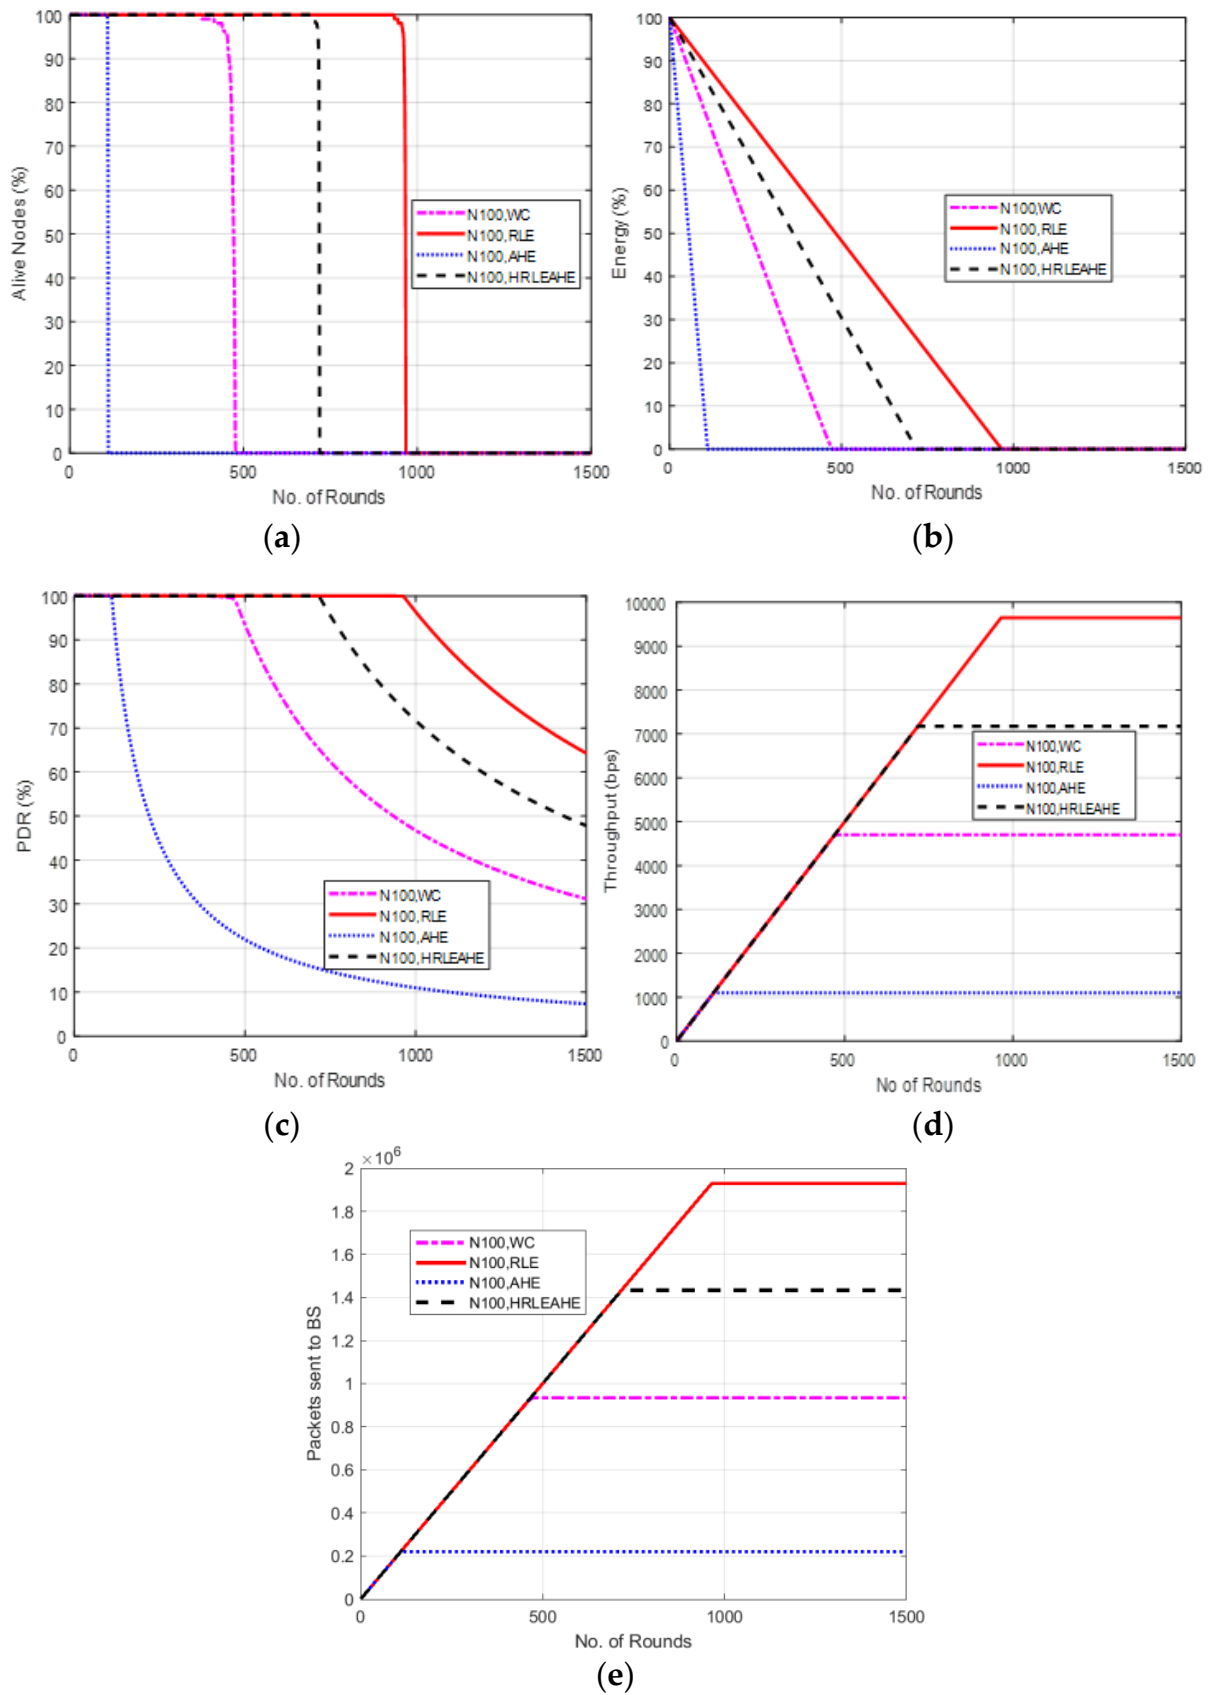 100
90
80
70
60
50
40
30
20
10
0
Alive Nodes (%)
N100,WC
N100,RLE
N100,AHE
N100,HRLEAHE
0 500 1000 1500
No. of Rounds
(a)
100
90
80
70
60
50
40
30
20
10
0
Energy (%)
N100,WC
N100,RLE
N100,AHE
N100,HRLEAHE
0 500 1000 1500
No. of Rounds
(b)
100
90
80
70
60
50
40
30
20
10
0
PDR (%)
N100,WC
N100,RLE
N100,AHE
N100,HRLEAHE
0 500 1000 1500
No. of Rounds
(c)
10000
9000
8000
7000
6000
5000
4000
3000
2000
1000
0
Throughput (bps)
N100,WC
N100,RLE
N100,AHE
N100,HRLEAHE
0 500 1000 1500
No of Rounds
(d)
×10⁶
2
1.8
1.6
1.4
1.2
1
0.8
0.6
0.4
0.2
0
Packets sent to BS
N100,WC
N100,RLE
N100,AHE
N100,HRLEAHE
0 500 1000 1500
No. of Rounds
(e)